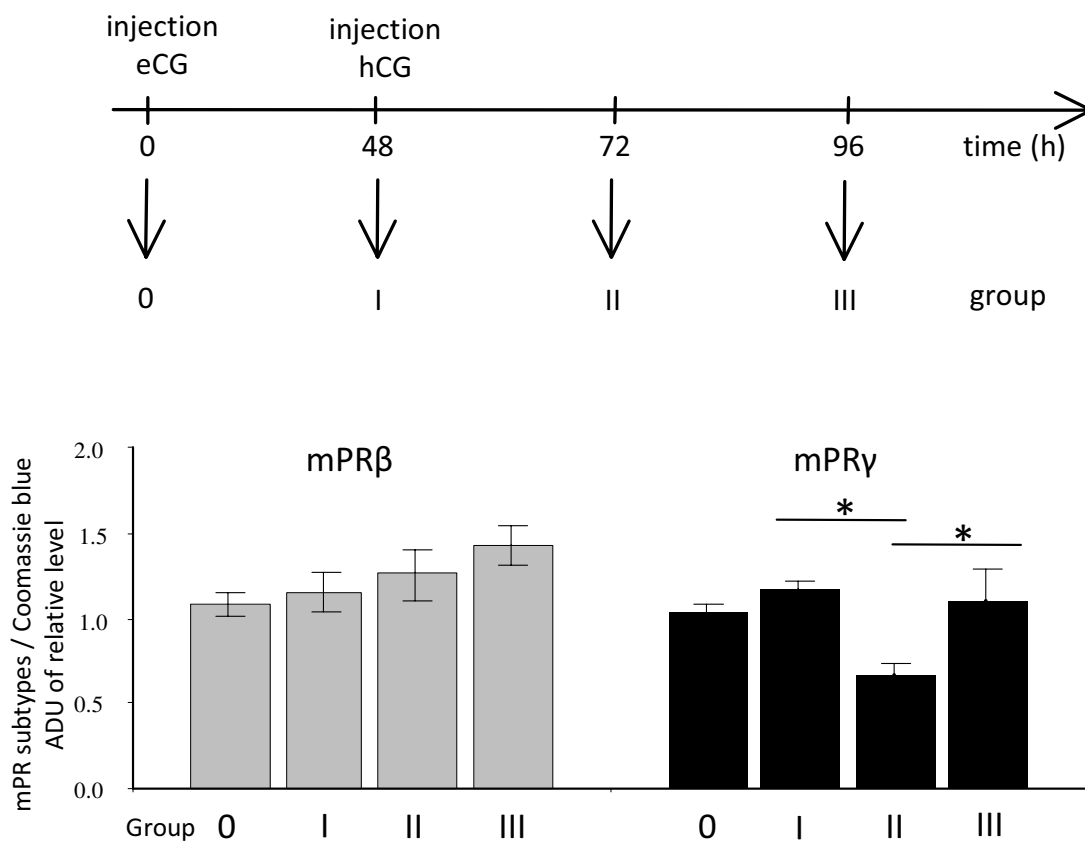 injection
eCG
injection
hCG
0 48 72 96 time (h)
0 I II III group
mPR subtypes / Coomassie blue
ADU of relative level
2.0
1.5
1.0
0.5
0.0
mPRβ mPRγ
*
*
Group 0 I II III 0 I II III